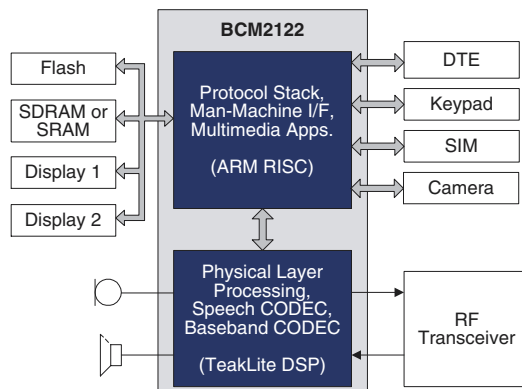 BCM2122
Flash
SDRAM or
SRAM
Display 1
Display 2
Protocol Stack,
Man-Machine I/F,
Multimedia Apps.
(ARM RISC)
DTE
Keypad
SIM
Camera
Physical Layer
Processing,
Speech CODEC,
Baseband CODEC
(TeakLite DSP)
RF
Transceiver